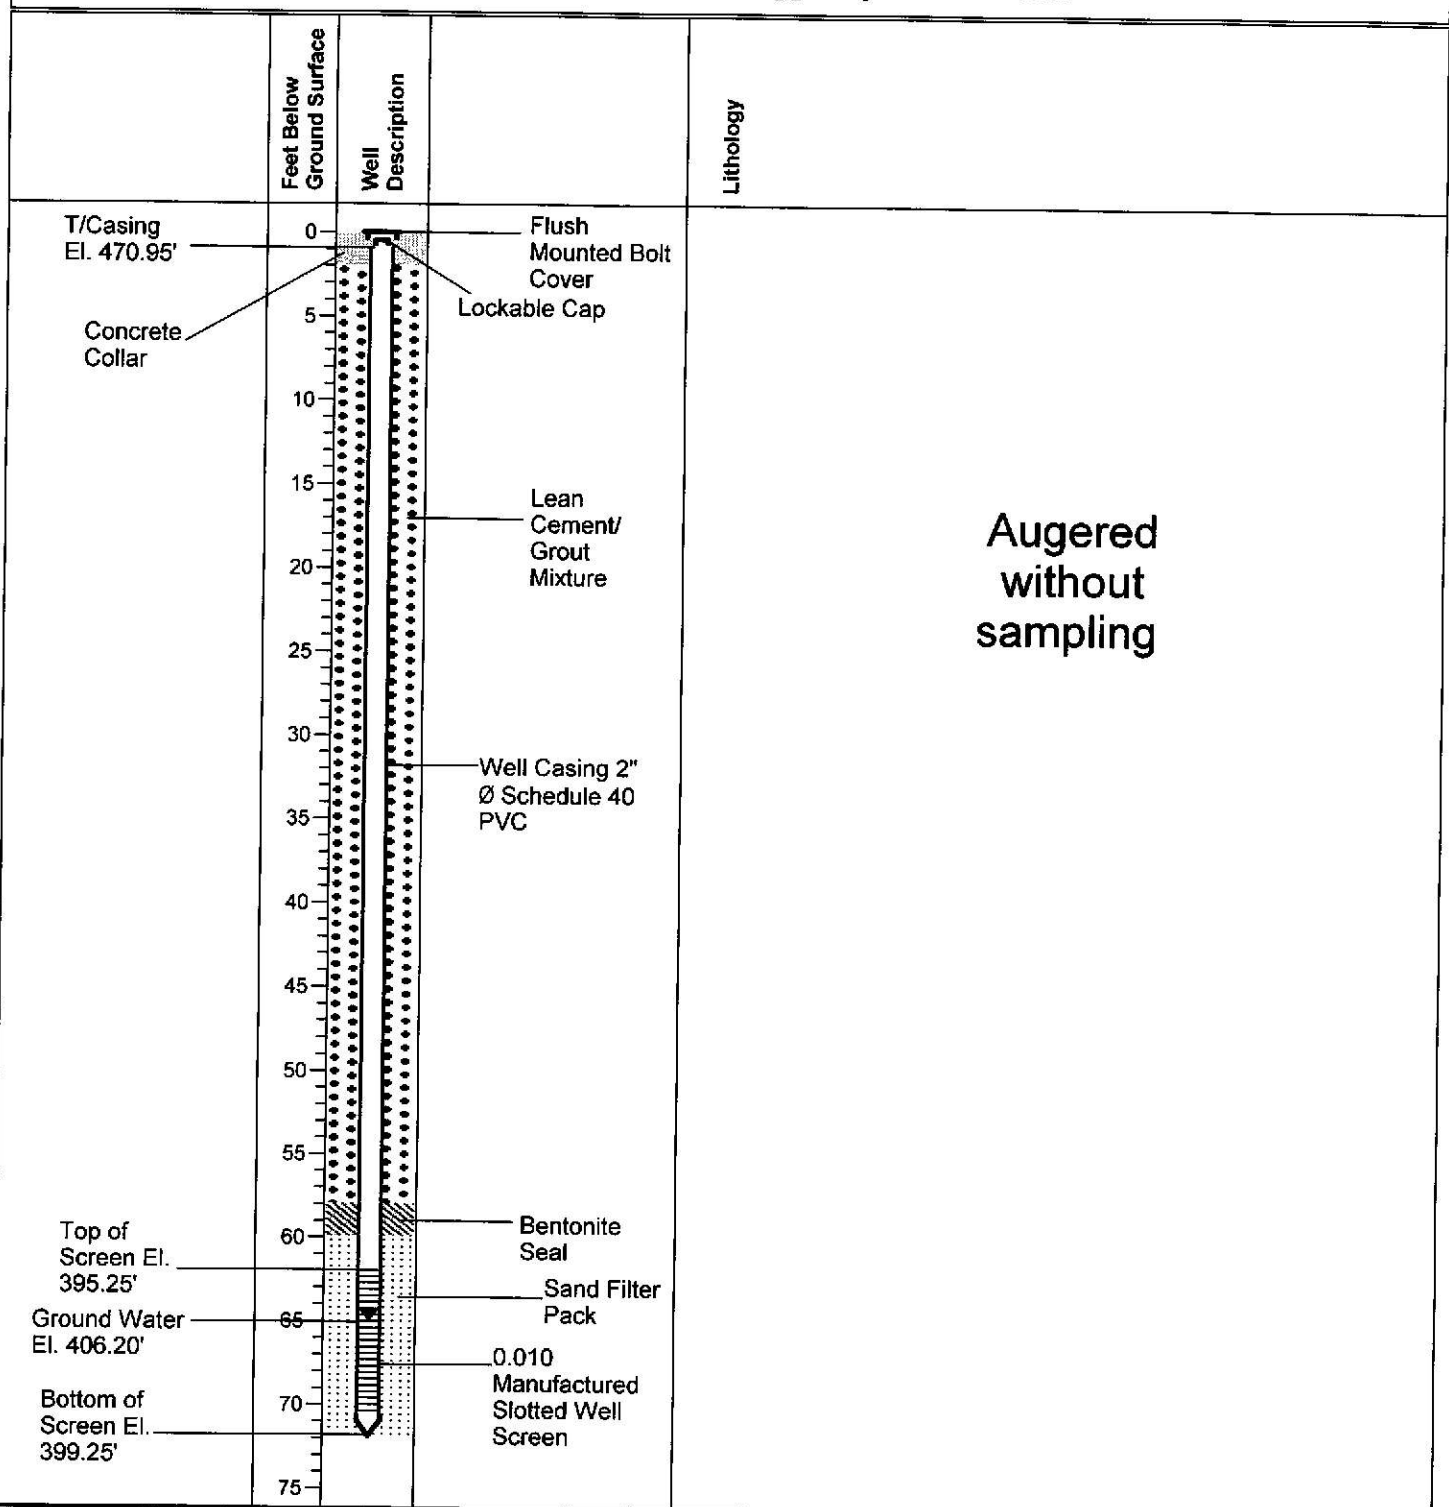 Feet Below
Ground Surface
Well
Description
Lithology
T/Casing
El. 470.95'
Concrete
Collar
0
5
10
15
20
25
30
35
40
45
50
55
60
65
70
75
Flush
Mounted Bolt
Cover
Lockable Cap
Lean
Cement/
Grout
Mixture
Well Casing 2"
Ø Schedule 40
PVC
Bentonite
Seal
Sand Filter
Pack
0.010
Manufactured
Slotted Well
Screen
Top of
Screen El.
395.25'
Ground Water
El. 406.20'
Bottom of
Screen El.
399.25'
Augered
without
sampling